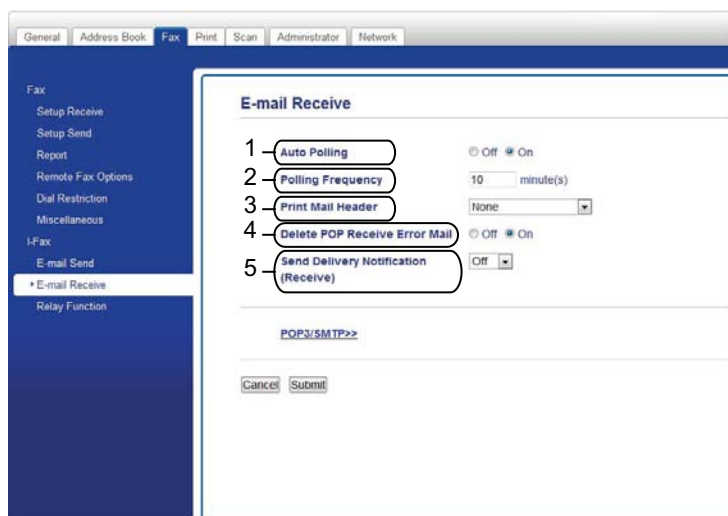 General Address Book Fax Print Scan Administrator Network
Fax
Setup Receive
Setup Send
Report
Remote Fax Options
Dial Restriction
Miscellaneous
I-Fax
E-mail Send
E-mail Receive
Relay Function
E-mail Receive
1 Auto Polling Off On
2 Polling Frequency 10 minute(s)
3 Print Mail Header None
4 Delete POP Receive Error Mail Off On
5 Send Delivery Notification (Receive) Off
POP3/SMTP>>
Cancel Submit